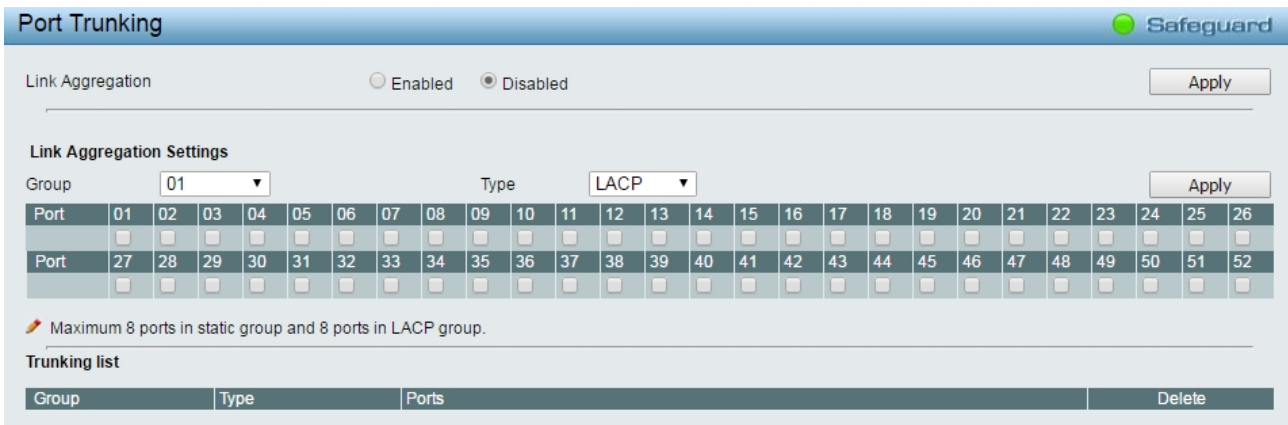 Port Trunking Safeguard
Link Aggregation Enabled Disabled Apply
Link Aggregation Settings
Group 01 Type LACP Apply
Port 01 02 03 04 05 06 07 08 09 10 11 12 13 14 15 16 17 18 19 20 21 22 23 24 25 26
Port 27 28 29 30 31 32 33 34 35 36 37 38 39 40 41 42 43 44 45 46 47 48 49 50 51 52
Maximum 8 ports in static group and 8 ports in LACP group.
Trunking list
Group Type Ports Delete